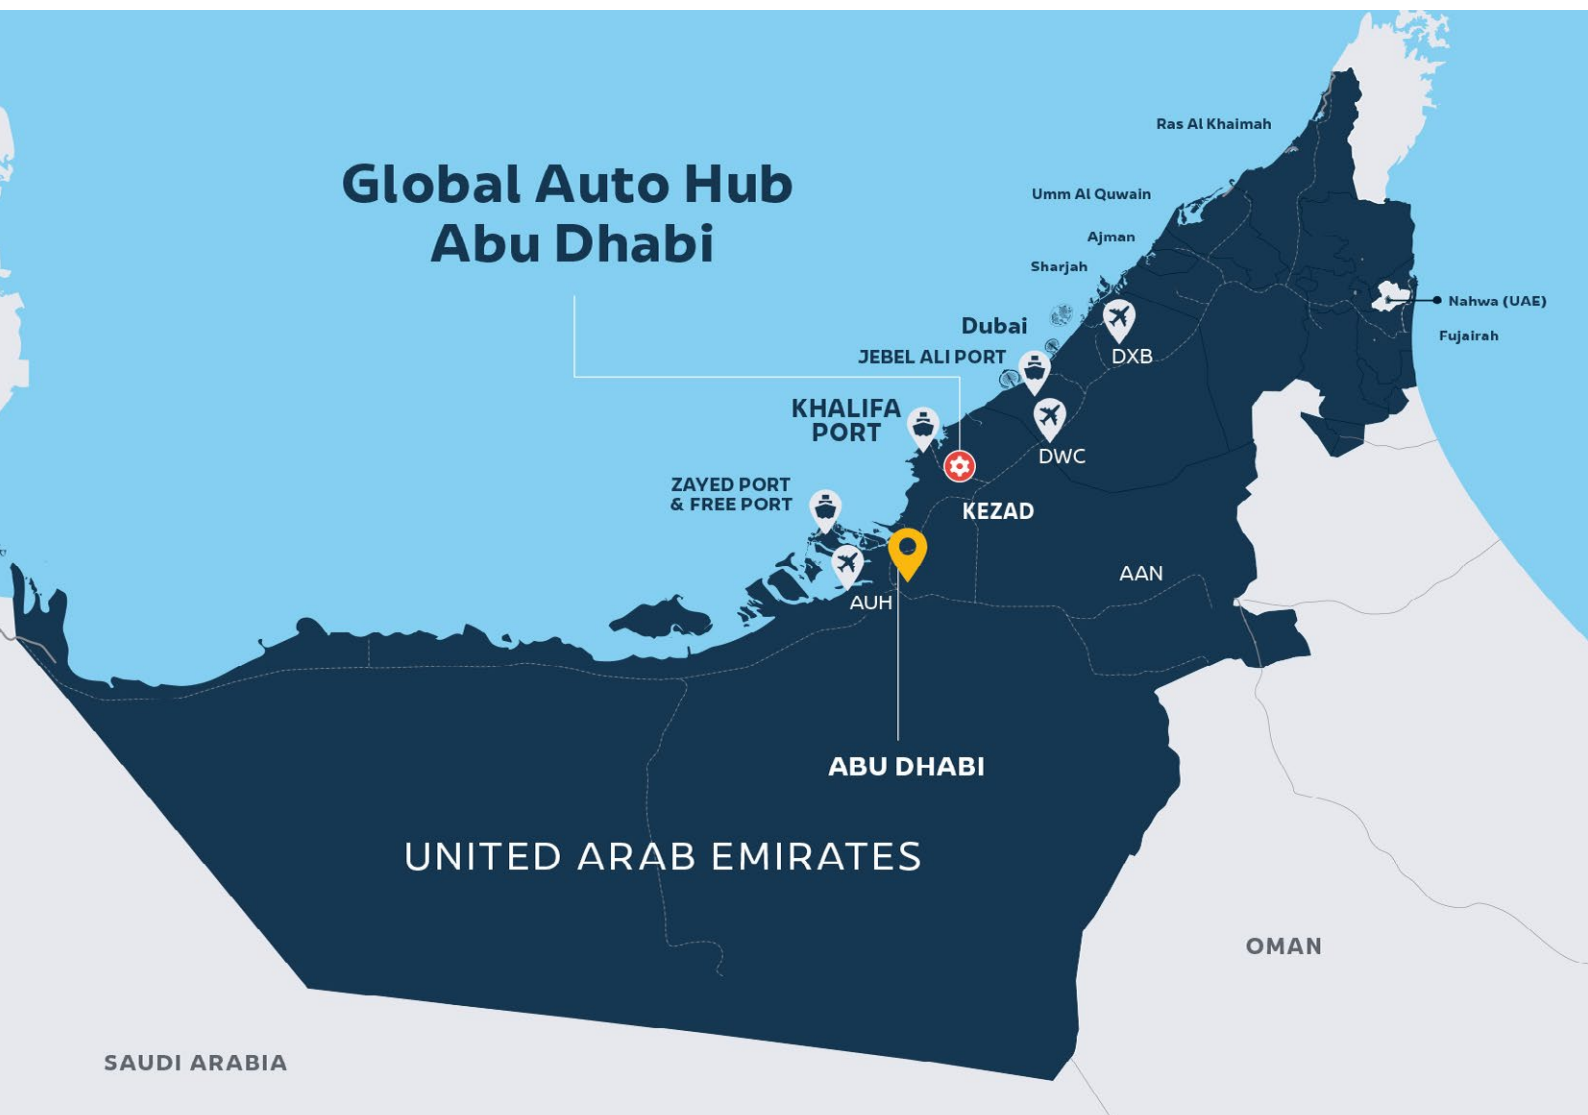 Global Auto Hub
Abu Dhabi
Ras Al Khaimah
Umm Al Quwain
Ajman
Sharjah
Nahwa (UAE)
Fujairah
Dubai
JEBEL ALI PORT
DXB
KHALIFA
PORT
DWC
ZAYED PORT
& FREE PORT
KEZAD
AAN
AUH
ABU DHABI
UNITED ARAB EMIRATES
OMAN
SAUDI ARABIA